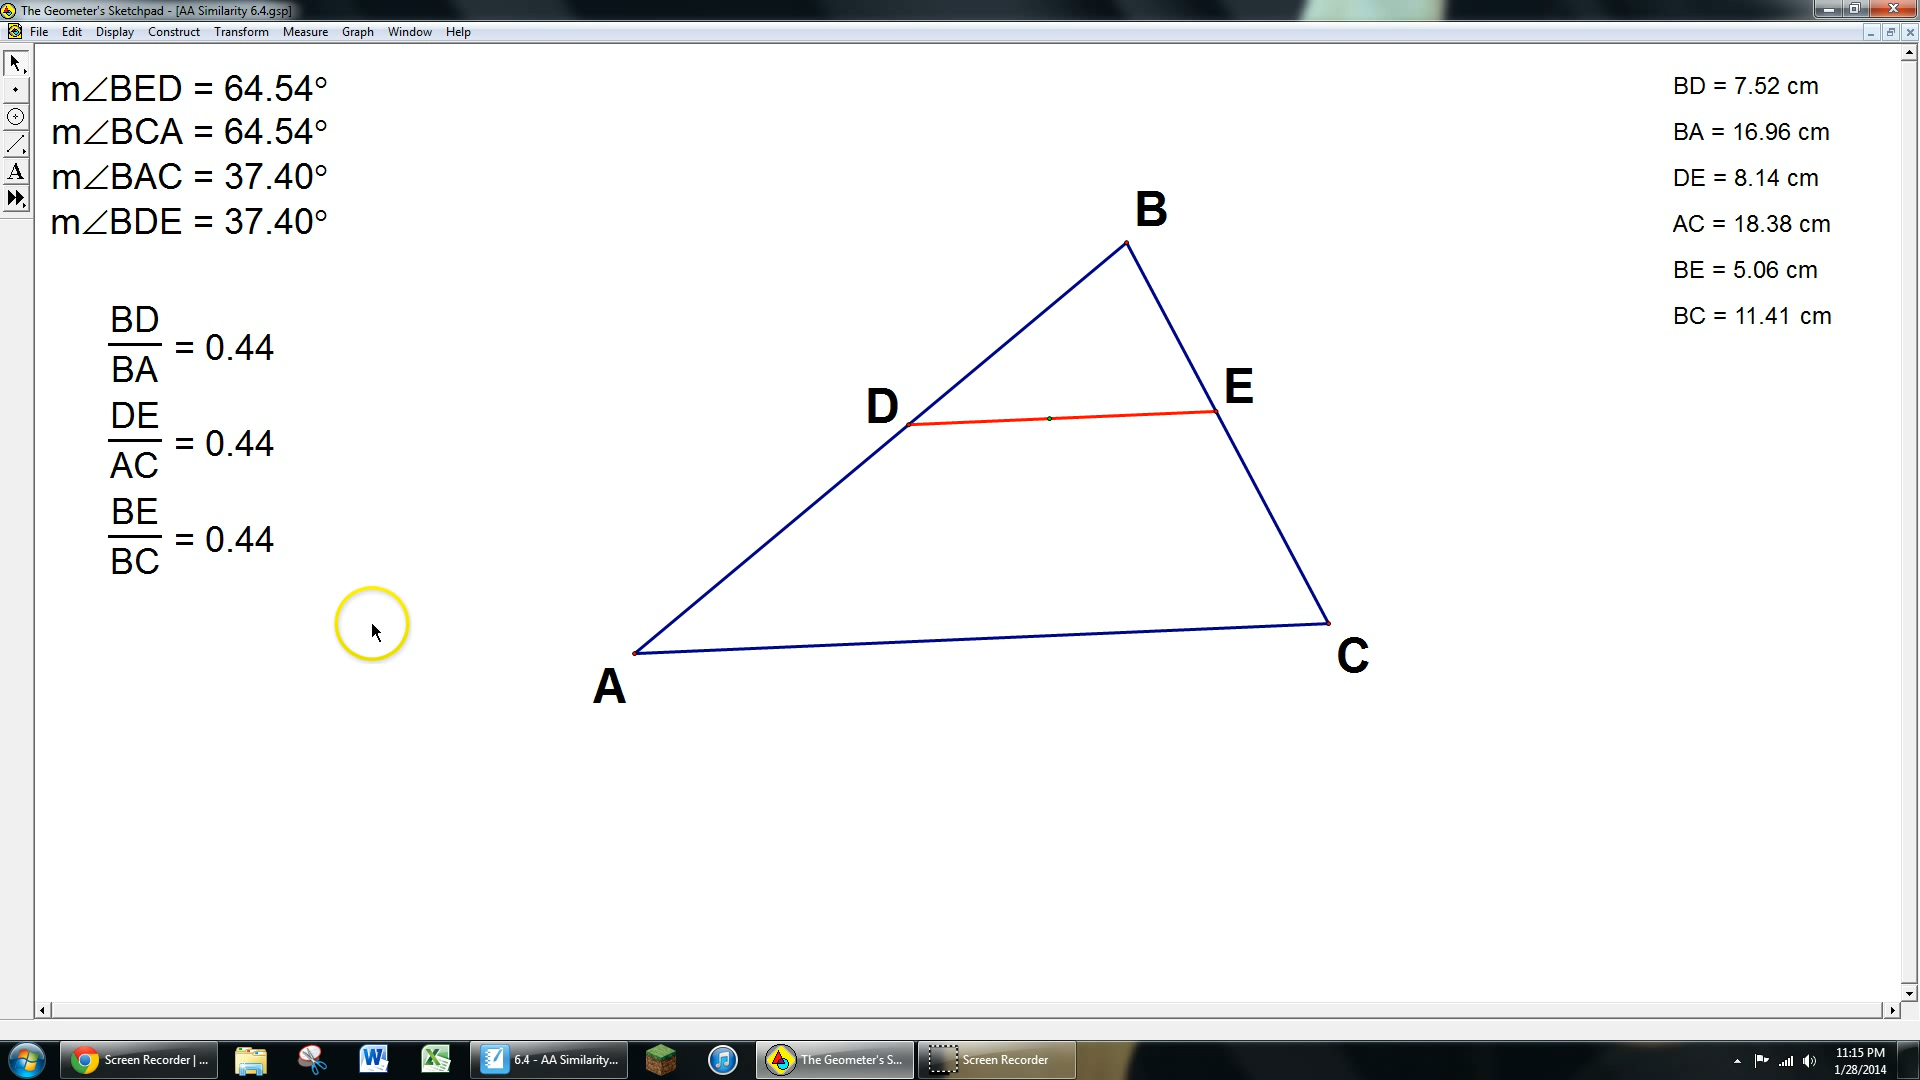 The Geometer's Sketchpad - [AA Similarity 6.4.gsp]
File Edit Display Construct Transform Measure Graph Window Help
A
m∠BED = 64.54°
m∠BCA = 64.54°
m∠BAC = 37.40°
m∠BDE = 37.40°
BD
BA
= 0.44
DE
AC
= 0.44
BE
BC
= 0.44
B
D
E
A
C
BD = 7.52 cm
BA = 16.96 cm
DE = 8.14 cm
AC = 18.38 cm
BE = 5.06 cm
BC = 11.41 cm
Screen Recorder | ...
6.4 - AA Similarity...
The Geometer's S...
Screen Recorder
11:15 PM
1/28/2014